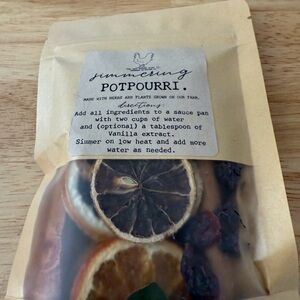 simmering
POTPOURRI.
MADE WITH HERBS AND PLANTS GROWN ON OUR FARM.
directions:
Add all ingredients to a sauce pan
with two cups of water
and (optional) a tablespoon of
Vanilla extract.
Simmer on low heat and add more
water as needed.